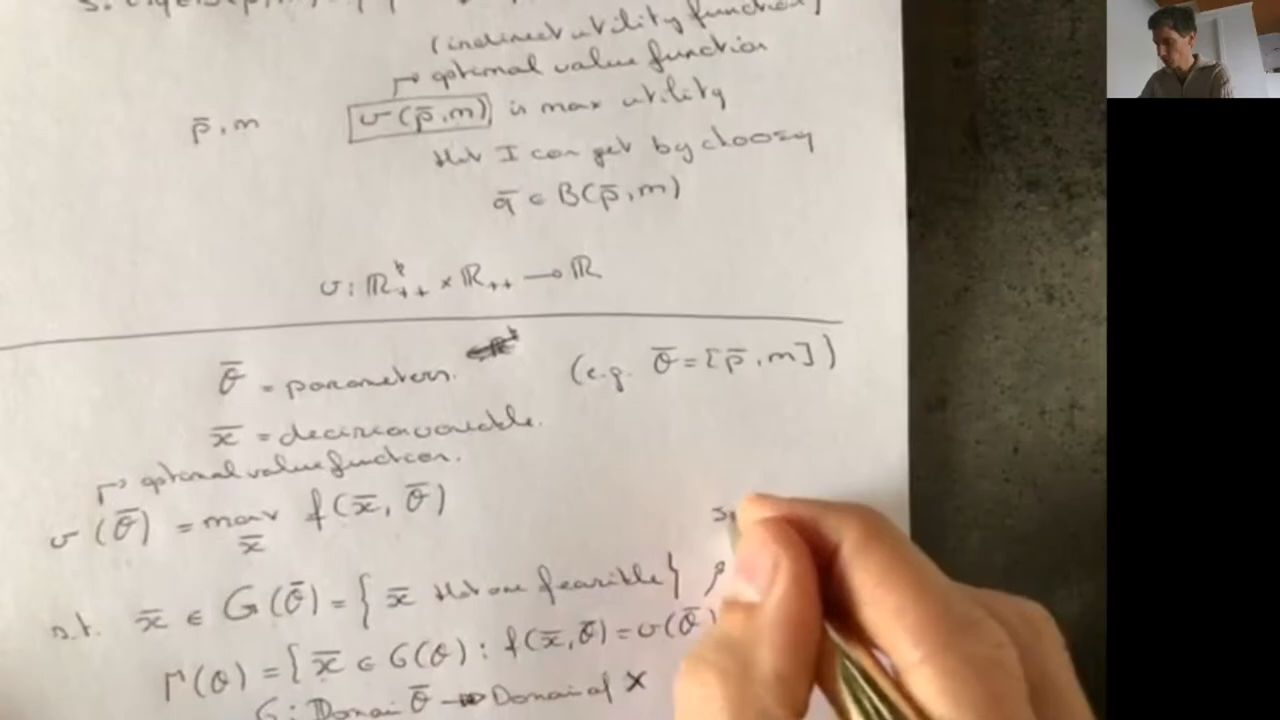 (indirect utility function)
↱ optimal value function
p̄, m v(p̄, m) is max utility
that I can get by choosing
q̄ ∈ B(p̄, m)
v : ℝᵏ₊₊ × ℝ₊₊ → ℝ
θ̄ = parameters. (e.g. θ̄ = [p̄, m])
x̄ = decision variable.
↱ optimal value function.
v(θ̄) = max f(x̄, θ̄)
x̄
s.t. x̄ ∈ G(θ̄) = { x̄ that are feasible }
Γ(θ) = { x̄ ∈ G(θ) : f(x̄, θ̄) = v(θ̄)
G : Domain θ̄ → Domain of X